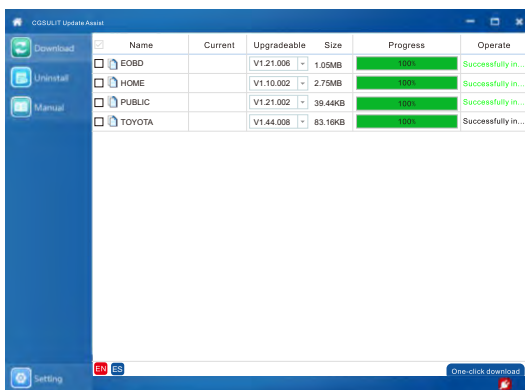 CGSULIT Update Assist
Download
Uninstall
Manual
Setting
Name Current Upgradeable Size Progress Operate
EOBD V1.21.006 1.05MB 100% Successfully in...
HOME V1.10.002 2.75MB 100% Successfully in...
PUBLIC V1.21.002 39.44KB 100% Successfully in...
TOYOTA V1.44.008 83.16KB 100% Successfully in...
EN ES
One-click download